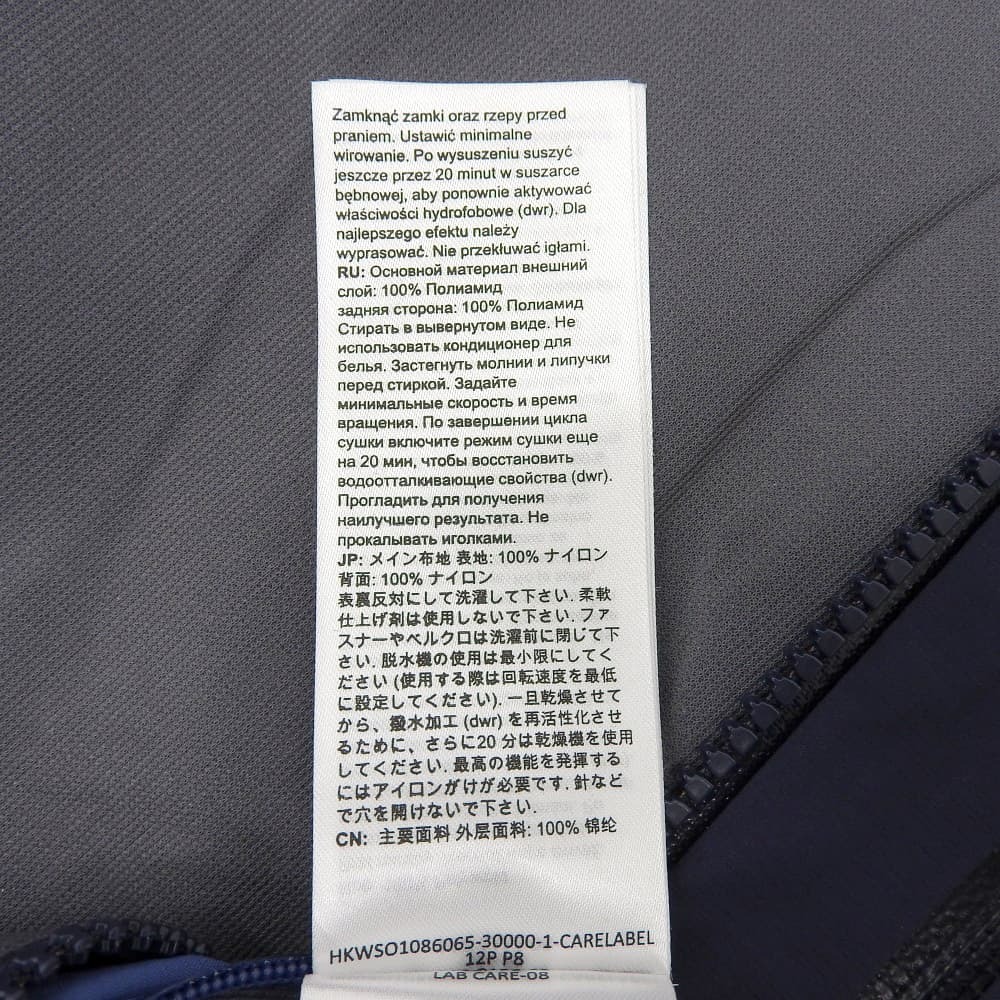 Zamknąć zamki oraz rzepy przed
praniem. Ustawić minimalne
wirowanie. Po wysuszeniu suszyć
jeszcze przez 20 minut w suszarce
bębnowej, aby ponownie aktywować
właściwości hydrofobowe (dwr). Dla
najlepszego efektu należy
wyprasować. Nie przekłuwać igłami.
RU: Основной материал внешний
слой: 100% Полиамид
задняя сторона: 100% Полиамид
Стирать в вывернутом виде. Не
использовать кондиционер для
белья. Застегнуть молнии и липучки
перед стиркой. Задайте
минимальные скорость и время
вращения. По завершении цикла
сушки включите режим сушки еще
на 20 мин, чтобы восстановить
водоотталкивающие свойства (dwr).
Прогладить для получения
наилучшего результата. Не
прокалывать иголками.
JP: メイン布地 表地: 100% ナイロン
背面: 100% ナイロン
表裏反対にして洗濯して下さい. 柔軟
仕上げ剤は使用しないで下さい. ファ
スナーやベルクロは洗濯前に閉じて下
さい. 脱水機の使用は最小限にしてく
ださい (使用する際は回転速度を最低
に設定してください). 一旦乾燥させて
から、撥水加工 (dwr) を再活性化させ
るために、さらに20 分は乾燥機を使用
してください. 最高の機能を発揮する
にはアイロンがけが必要です. 針など
で穴を開けないで下さい.
CN: 主要面料 外层面料: 100% 锦纶
HKWSO1086065-30000-1-CARELABEL
12P P8
LAB CARE-08